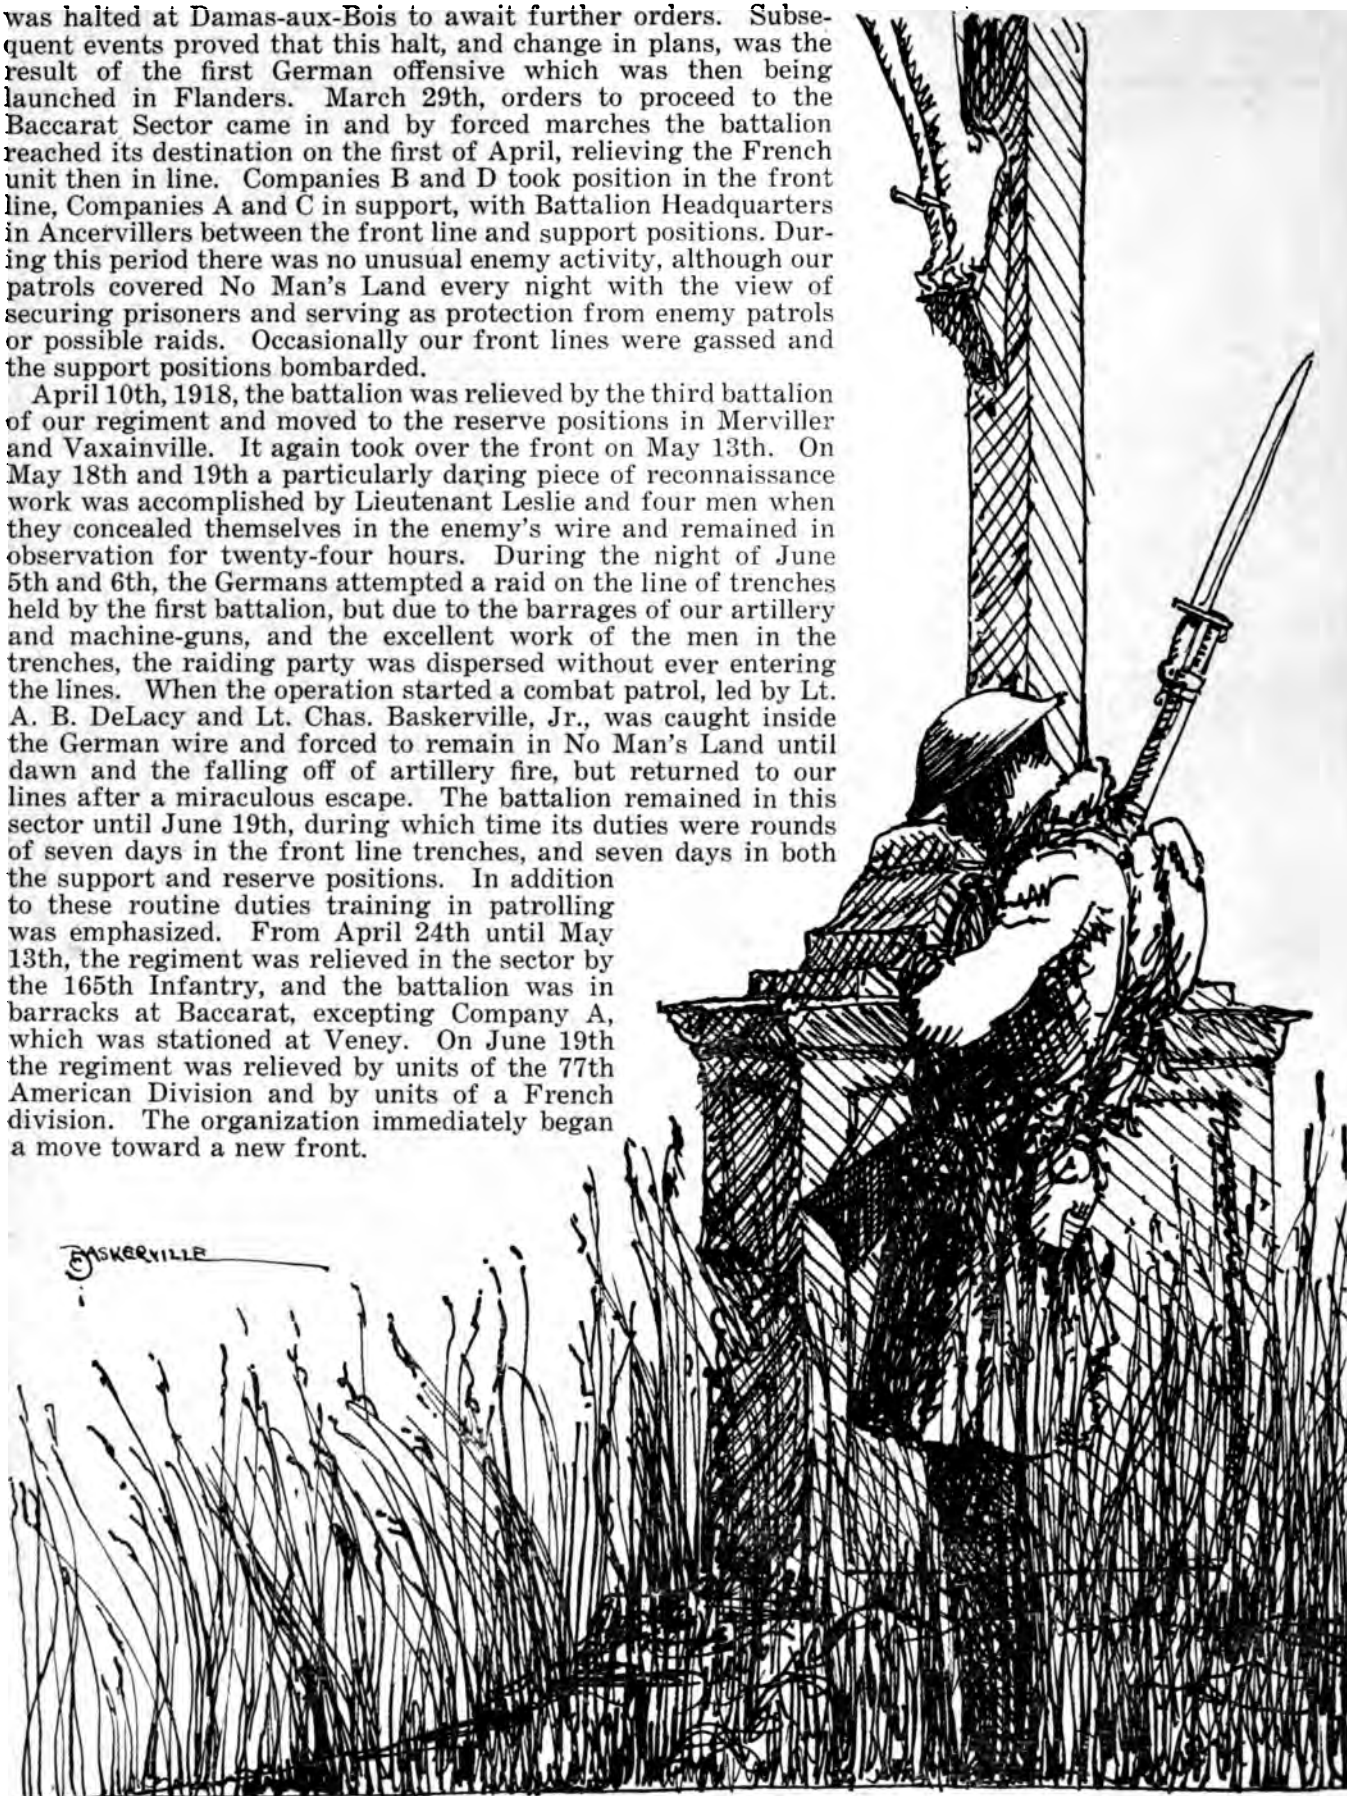 was halted at Damas-aux-Bois to await further orders. Subse-
quent events proved that this halt, and change in plans, was the
result of the first German offensive which was then being
launched in Flanders. March 29th, orders to proceed to the
Baccarat Sector came in and by forced marches the battalion
reached its destination on the first of April, relieving the French
unit then in line. Companies B and D took position in the front
line, Companies A and C in support, with Battalion Headquarters
in Ancervillers between the front line and support positions. Dur-
ing this period there was no unusual enemy activity, although our
patrols covered No Man's Land every night with the view of
securing prisoners and serving as protection from enemy patrols
or possible raids. Occasionally our front lines were gassed and
the support positions bombarded.
April 10th, 1918, the battalion was relieved by the third battalion
of our regiment and moved to the reserve positions in Merviller
and Vaxainville. It again took over the front on May 13th. On
May 18th and 19th a particularly daring piece of reconnaissance
work was accomplished by Lieutenant Leslie and four men when
they concealed themselves in the enemy's wire and remained in
observation for twenty-four hours. During the night of June
5th and 6th, the Germans attempted a raid on the line of trenches
held by the first battalion, but due to the barrages of our artillery
and machine-guns, and the excellent work of the men in the
trenches, the raiding party was dispersed without ever entering
the lines. When the operation started a combat patrol, led by Lt.
A. B. DeLacy and Lt. Chas. Baskerville, Jr., was caught inside
the German wire and forced to remain in No Man's Land until
dawn and the falling off of artillery fire, but returned to our
lines after a miraculous escape. The battalion remained in this
sector until June 19th, during which time its duties were rounds
of seven days in the front line trenches, and seven days in both
the support and reserve positions. In addition
to these routine duties training in patrolling
was emphasized. From April 24th until May
13th, the regiment was relieved in the sector by
the 165th Infantry, and the battalion was in
barracks at Baccarat, excepting Company A,
which was stationed at Veney. On June 19th
the regiment was relieved by units of the 77th
American Division and by units of a French
division. The organization immediately began
a move toward a new front.
BASKERVILLE